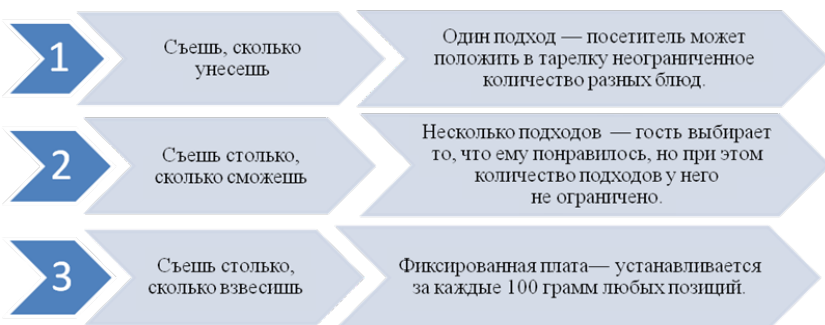 1
Съешь, сколько
унесешь
Один подход — посетитель может
положить в тарелку неограниченное
количество разных блюд.
2
Съешь столько,
сколько сможешь
Несколько подходов — гость выбирает
то, что ему понравилось, но при этом
количество подходов у него
не ограничено.
3
Съешь столько,
сколько взвесишь
Фиксированная плата— устанавливается
за каждые 100 грамм любых позиций.